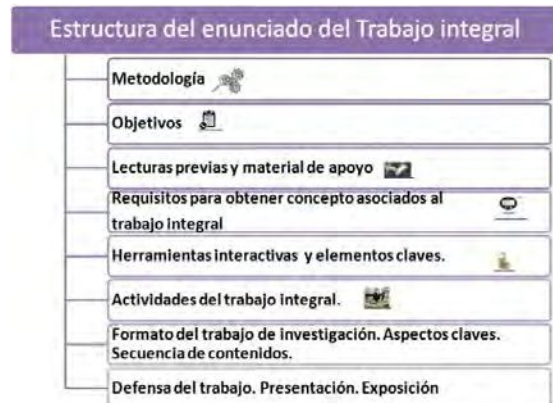 Estructura del enunciado del Trabajo integral
Metodología
Objetivos
Lecturas previas y material de apoyo
Requisitos para obtener concepto asociados al
trabajo integral
Herramientas interactivas y elementos claves.
Actividades del trabajo integral.
Formato del trabajo de investigación. Aspectos claves.
Secuencia de contenidos.
Defensa del trabajo. Presentación. Exposición